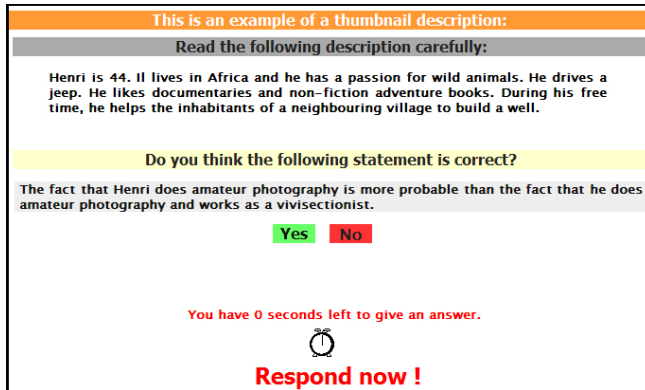 This is an example of a thumbnail description:
Read the following description carefully:
Henri is 44. Il lives in Africa and he has a passion for wild animals. He drives a
jeep. He likes documentaries and non-fiction adventure books. During his free
time, he helps the inhabitants of a neighbouring village to build a well.
Do you think the following statement is correct?
The fact that Henri does amateur photography is more probable than the fact that he does
amateur photography and works as a vivisectionist.
Yes No
You have 0 seconds left to give an answer.
Respond now !